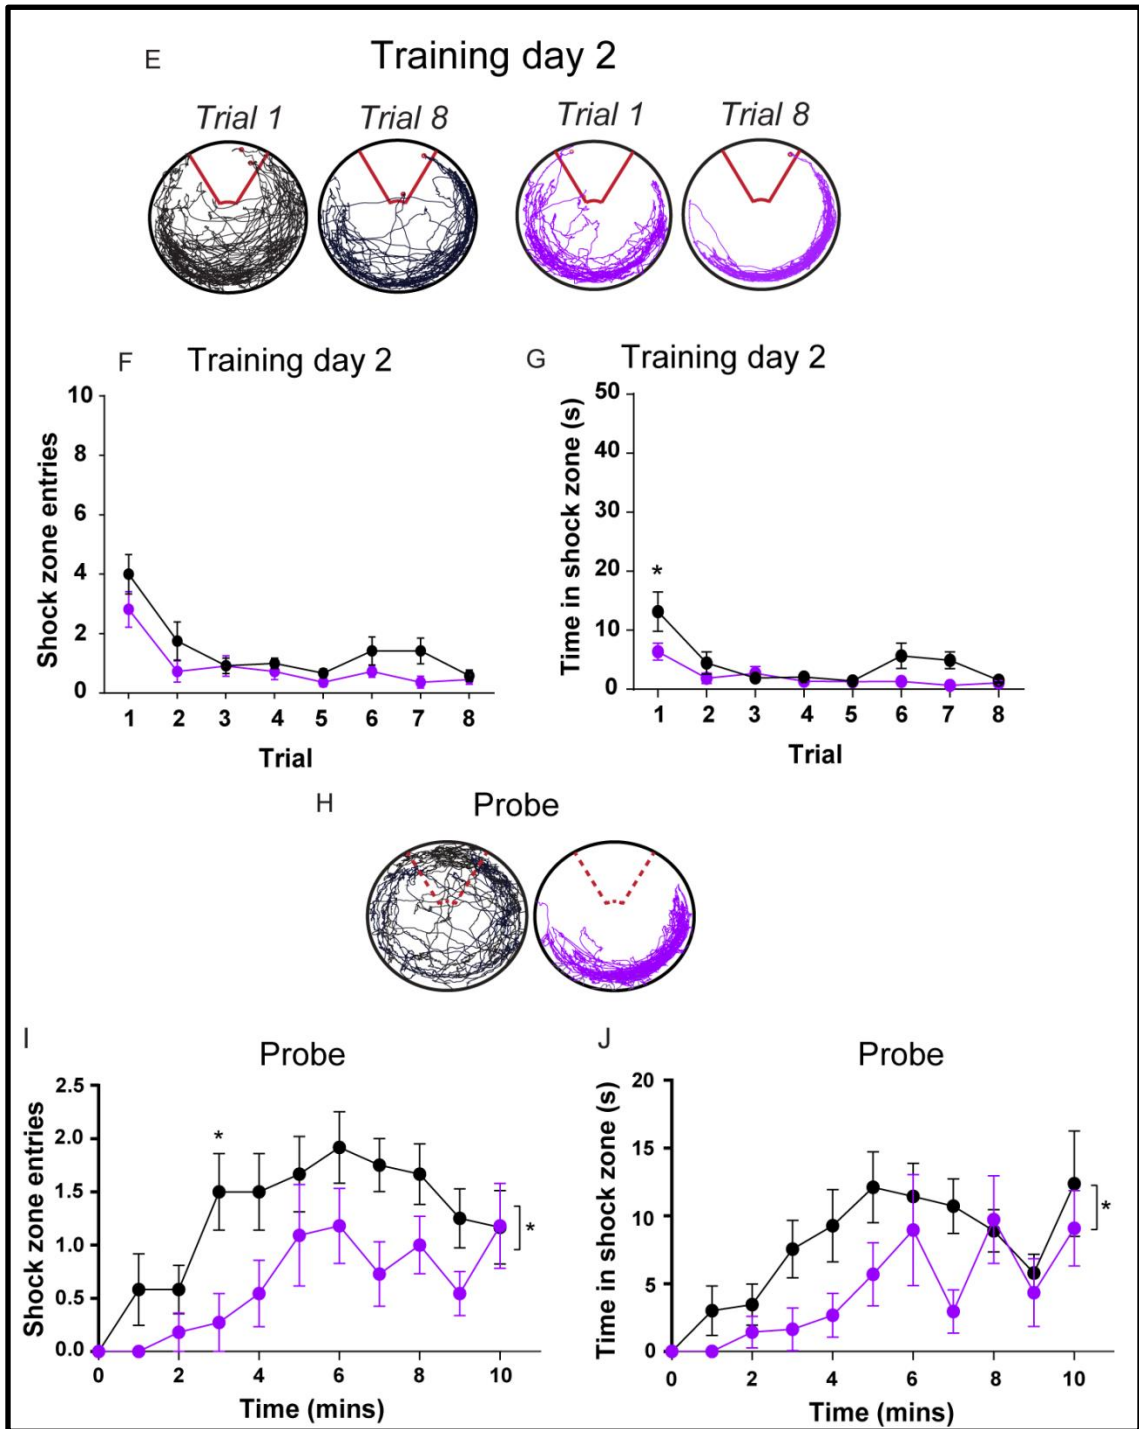 E Training day 2
Trial 1 Trial 8 Trial 1 Trial 8
F Training day 2
Shock zone entries
10
8
6
4
2
0
1 2 3 4 5 6 7 8
Trial
G Training day 2
Time in shock zone (s)
50
40
30
20
10
0
*
1 2 3 4 5 6 7 8
Trial
H Probe
I Probe
Shock zone entries
2.5
2.0
1.5
1.0
0.5
0.0
*
*
0 2 4 6 8 10
Time (mins)
J Probe
Time in shock zone (s)
20
15
10
5
0
*
0 2 4 6 8 10
Time (mins)